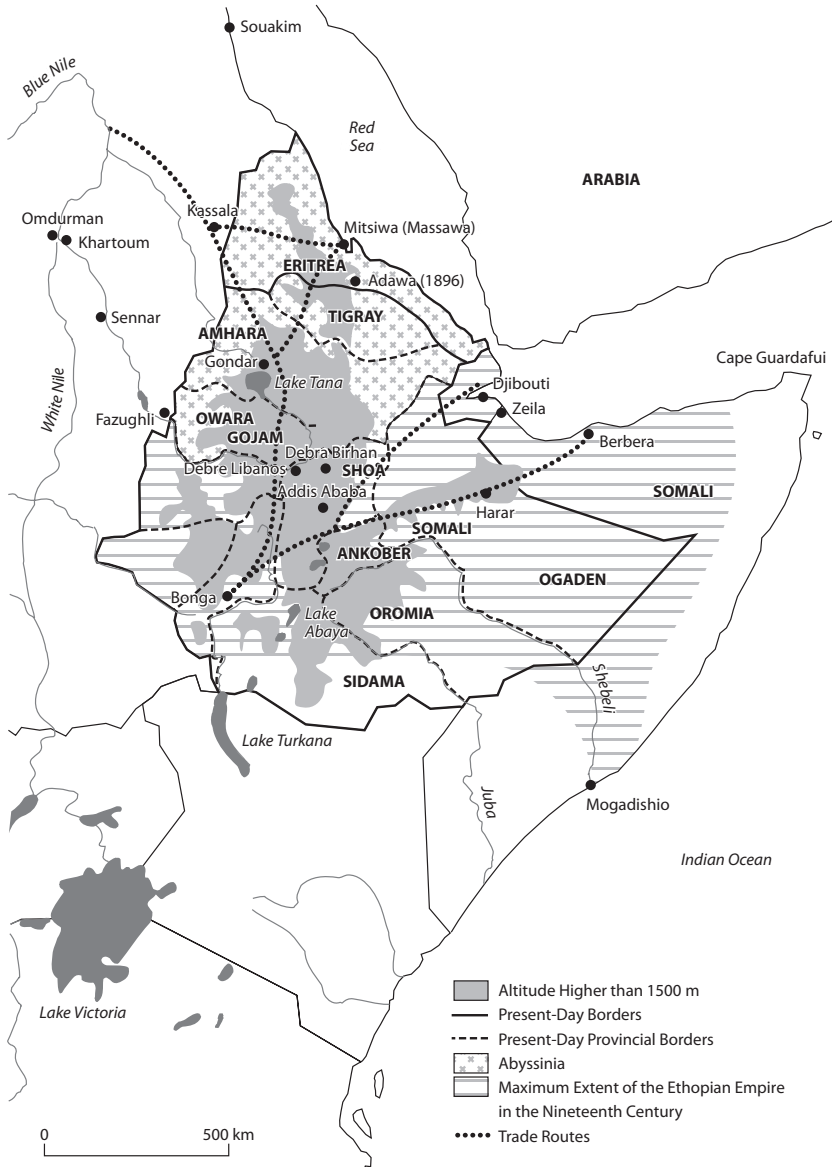 Souakim
Blue Nile
Red
Sea
ARABIA
Kassala
Omdurman
Khartoum
Mitsiwa (Massawa)
ERITREA
Adawa (1896)
Sennar
TIGRAY
AMHARA
Gondar
Cape Guardafui
Lake Tana
Djibouti
White Nile
Fazughli
OWARA
Zeila
GOJAM
Berbera
Debra Birhan
Debre Libanos
SHOA
Addis Ababa
SOMALI
Harar
SOMALI
ANKOBER
OGADEN
Bonga
Lake
Abaya
OROMIA
SIDAMA
Shebeli
Lake Turkana
Juba
Mogadishio
Indian Ocean
Lake Victoria
Altitude Higher than 1500 m
Present-Day Borders
Present-Day Provincial Borders
Abyssinia
Maximum Extent of the Ethopian Empire
in the Nineteenth Century
Trade Routes
0 500 km